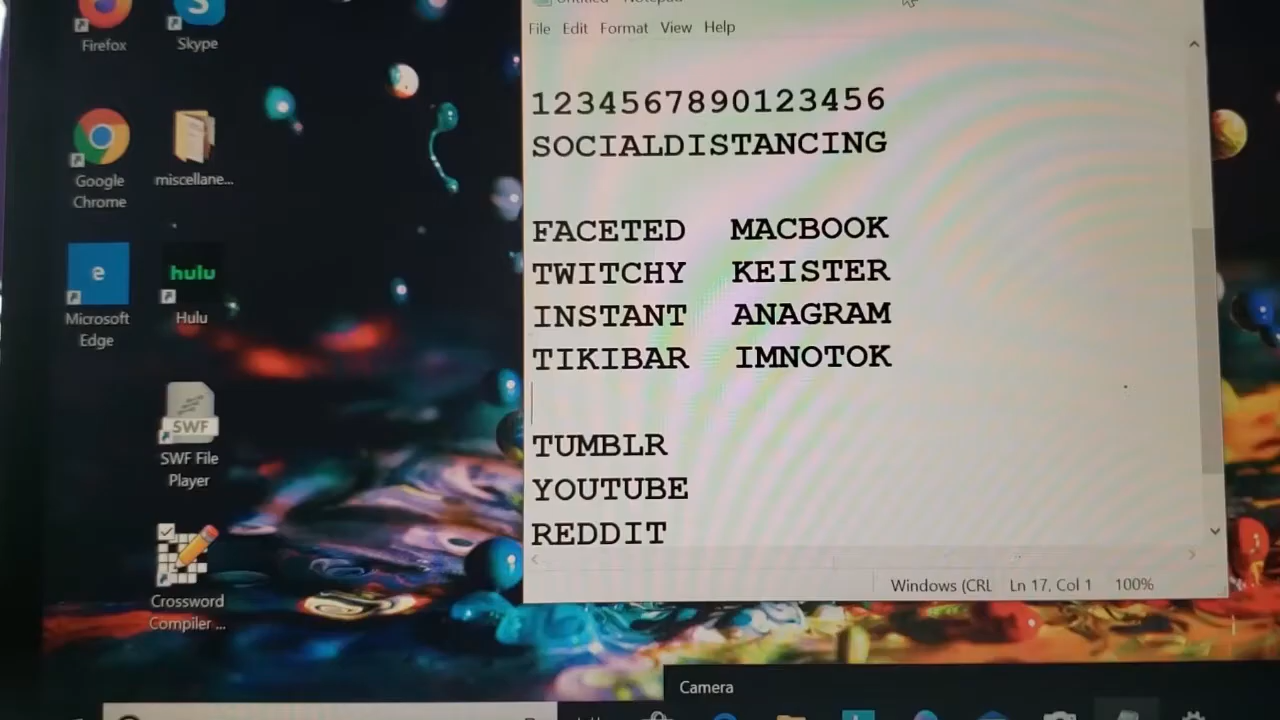 Firefox
Skype
Google
Chrome
miscellane...
e
Microsoft
Edge
hulu
Hulu
SWF
SWF File
Player
Crossword
Compiler ...
Untitled - Notepad
File Edit Format View Help
1234567890123456
SOCIALDISTANCING
FACETED MACBOOK
TWITCHY KEISTER
INSTANT ANAGRAM
TIKIBAR IMNOTOK
TUMBLR
YOUTUBE
REDDIT
Windows (CRL Ln 17, Col 1 100%
Camera